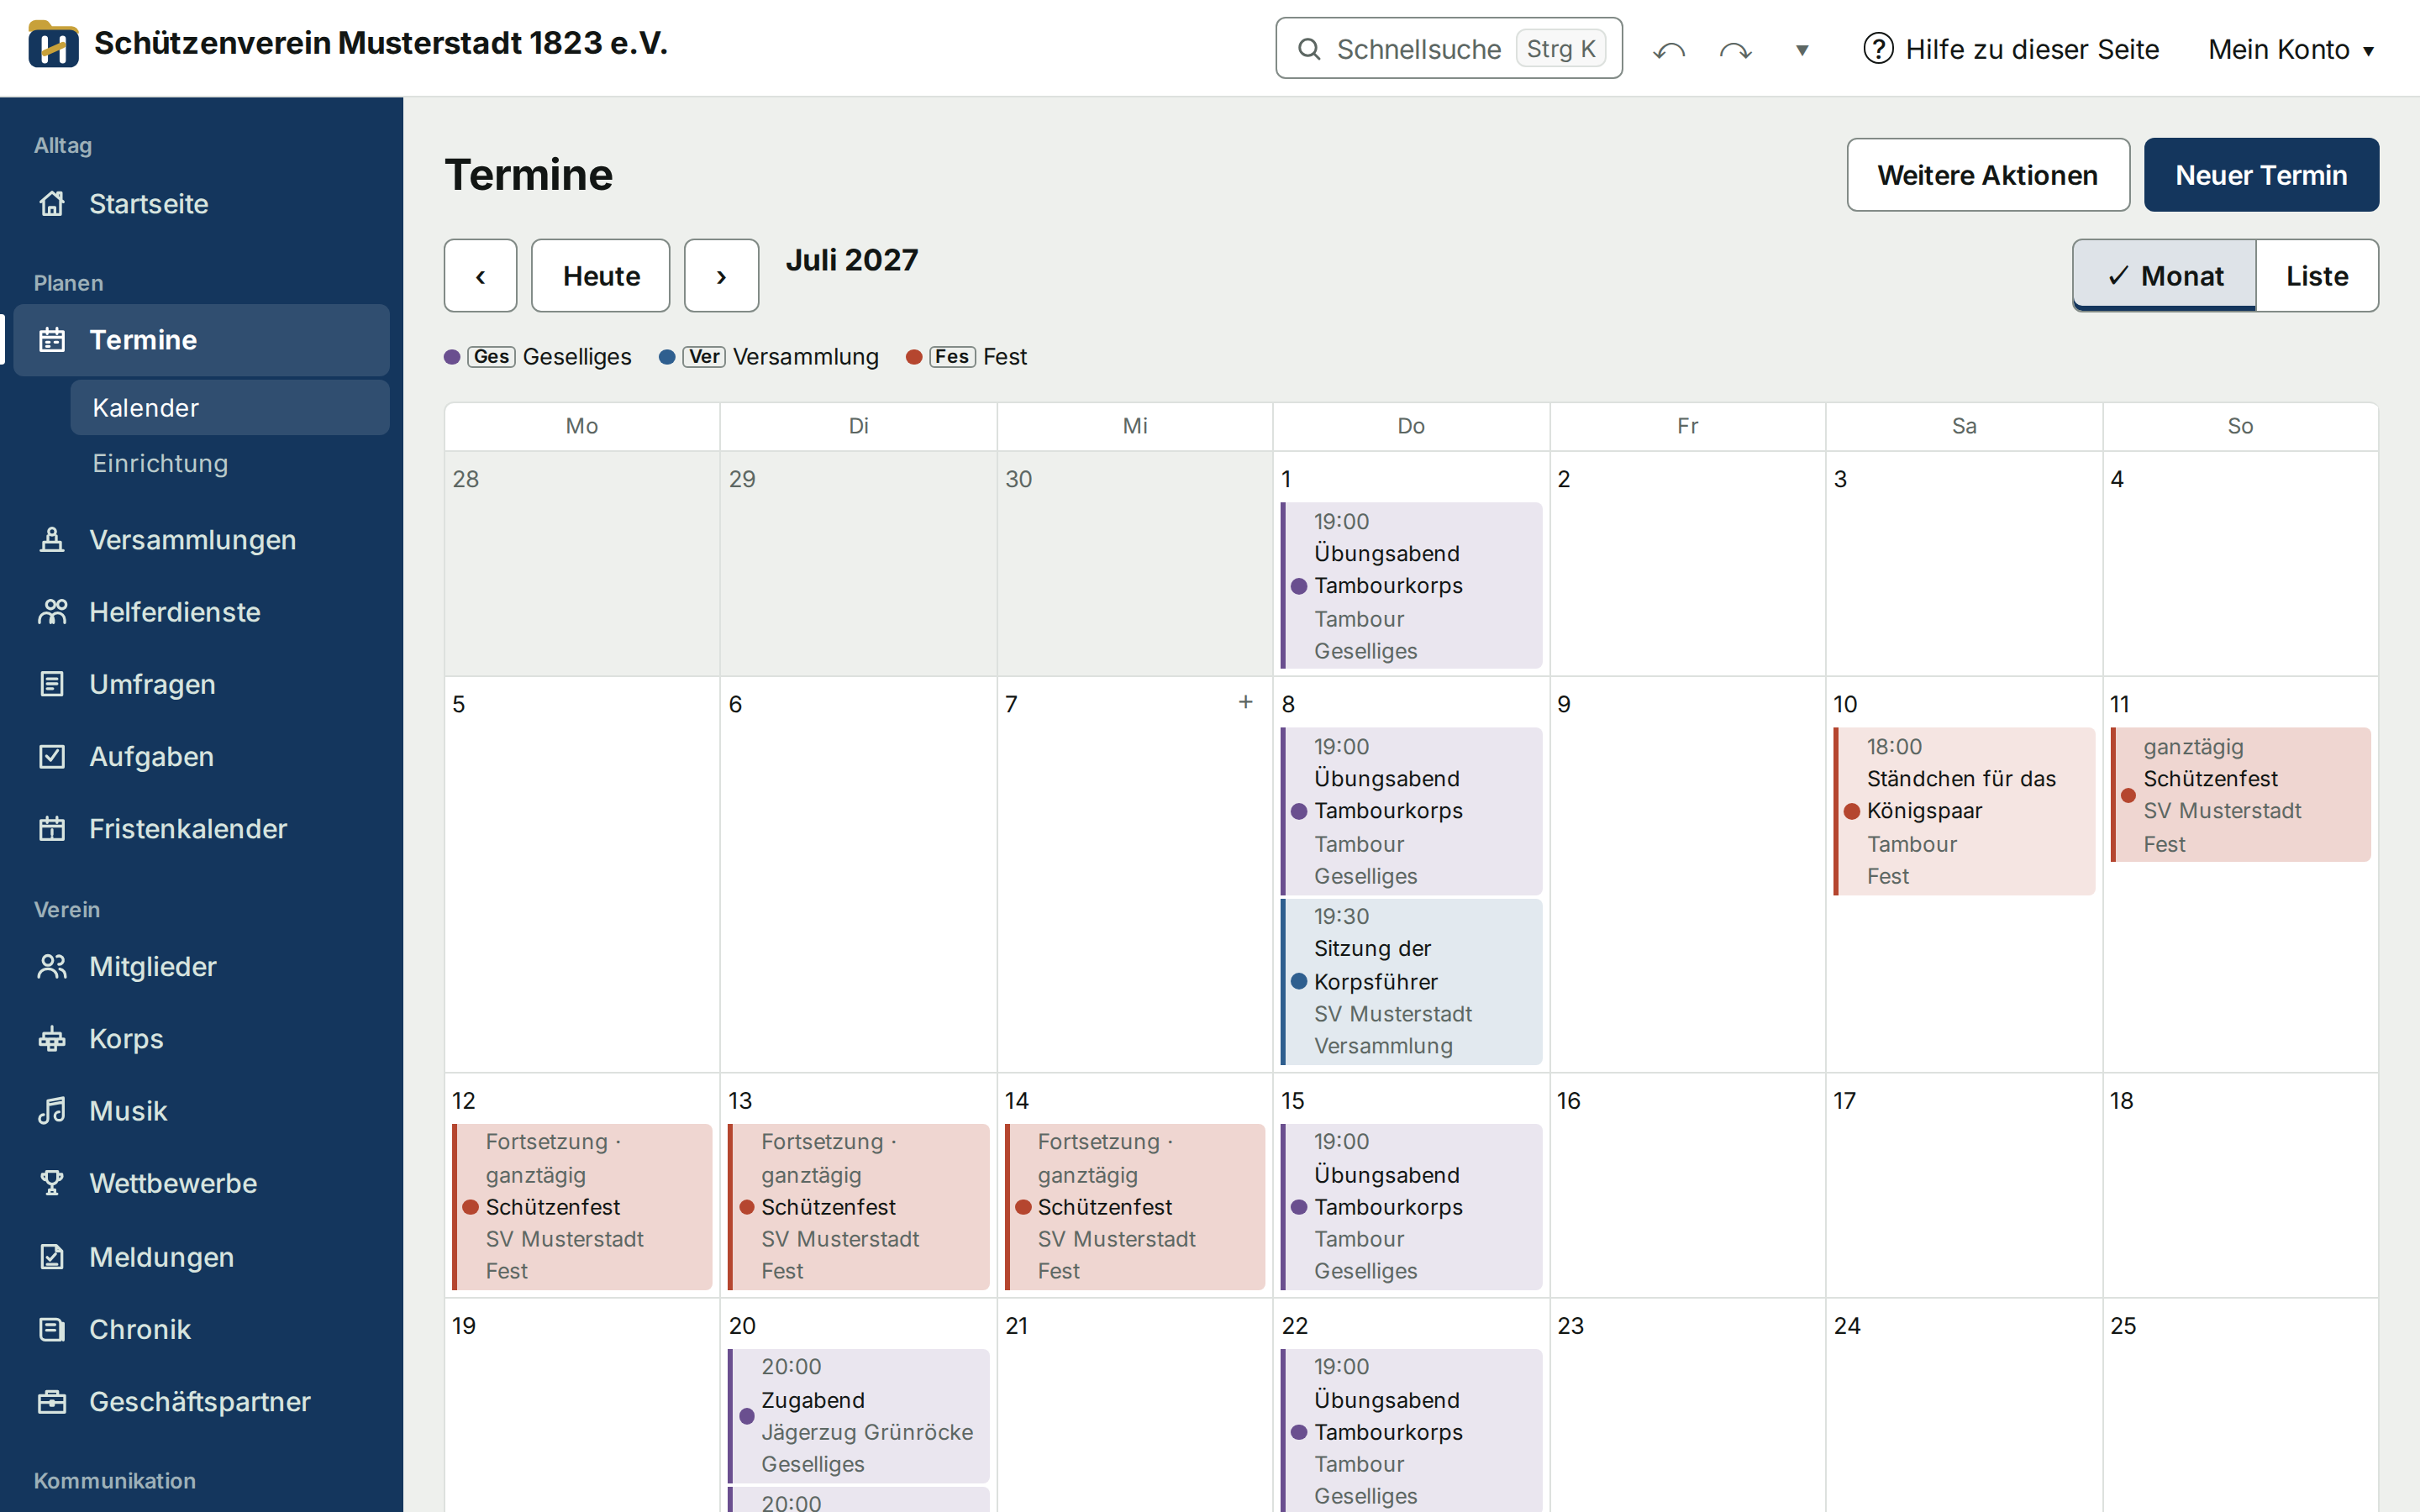 Schützenverein Musterstadt 1823 e.V.
Schnellsuche Strg K
Hilfe zu dieser Seite
Mein Konto
Alltag
Startseite
Planen
Termine
Kalender
Einrichtung
Versammlungen
Helferdienste
Umfragen
Aufgaben
Fristenkalender
Verein
Mitglieder
Korps
Musik
Wettbewerbe
Meldungen
Chronik
Geschäftspartner
Kommunikation
Termine
Weitere Aktionen
Neuer Termin
‹ Heute › Juli 2027
✓ Monat Liste
Ges Geselliges Ver Versammlung Fes Fest
Mo Di Mi Do Fr Sa So
28 29 30 1 2 3 4
19:00
Übungsabend
Tambourkorps
Tambour
Geselliges
5 6 7 + 8 9 10 11
19:00
Übungsabend
Tambourkorps
Tambour
Geselliges
19:30
Sitzung der
Korpsführer
SV Musterstadt
Versammlung
18:00
Ständchen für das
Königspaar
Tambour
Fest
ganztägig
Schützenfest
SV Musterstadt
Fest
12 13 14 15 16 17 18
Fortsetzung ·
ganztägig
Schützenfest
SV Musterstadt
Fest
Fortsetzung ·
ganztägig
Schützenfest
SV Musterstadt
Fest
Fortsetzung ·
ganztägig
Schützenfest
SV Musterstadt
Fest
19:00
Übungsabend
Tambourkorps
Tambour
Geselliges
19 20 21 22 23 24 25
20:00
Zugabend
Jägerzug Grünröcke
Geselliges
20:00
19:00
Übungsabend
Tambourkorps
Tambour
Geselliges